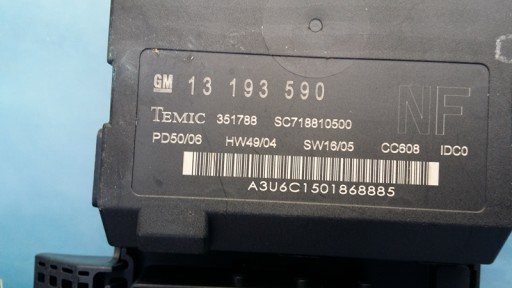 GM 13 193 590 NF
TEMIC 351788 SC718810500
PD50/06 HW49/04 SW16/05 CC608 IDC0
A3U6C1501868885